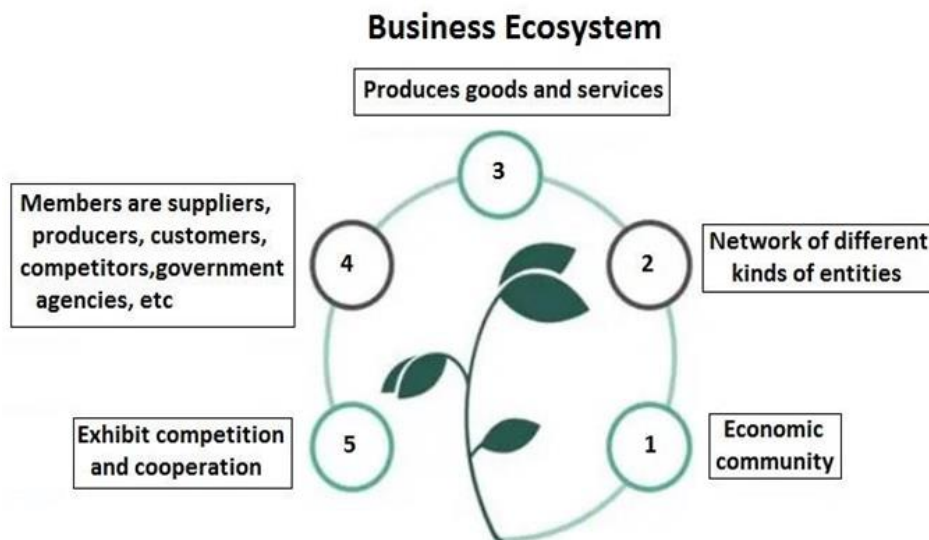 Business Ecosystem
Produces goods and services
3
Members are suppliers,
producers, customers,
competitors,government
agencies, etc
4
2
Network of different
kinds of entities
Exhibit competition
and cooperation
5
1
Economic
community